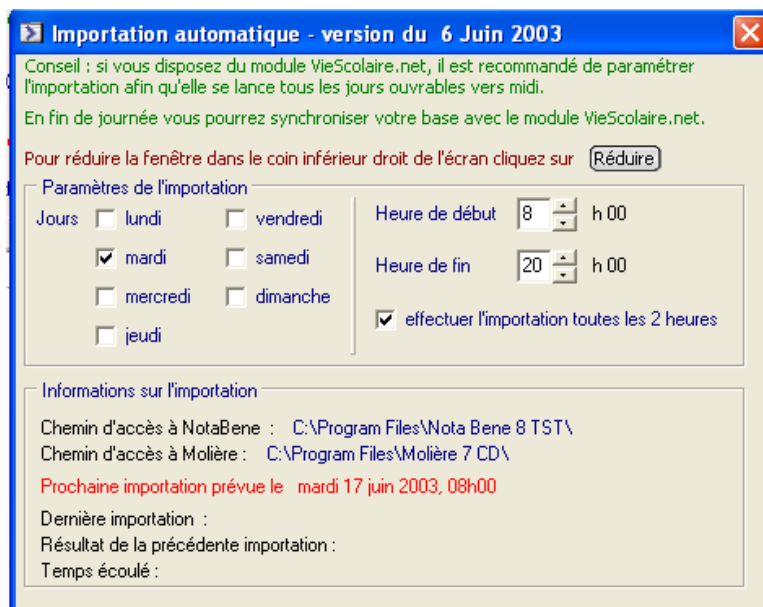 Importation automatique - version du 6 Juin 2003
Conseil : si vous disposez du module VieScolaire.net, il est recommandé de paramétrer
l'importation afin qu'elle se lance tous les jours ouvrables vers midi.
En fin de journée vous pourrez synchroniser votre base avec le module VieScolaire.net.
Pour réduire la fenêtre dans le coin inférieur droit de l'écran cliquez sur Réduire
Paramètres de l'importation
Jours lundi vendredi Heure de début 8 h 00
mardi samedi Heure de fin 20 h 00
mercredi dimanche
effectuer l'importation toutes les 2 heures
jeudi
Informations sur l'importation
Chemin d'accès à NotaBene : C:\Program Files\Nota Bene 8 TST\
Chemin d'accès à Molière : C:\Program Files\Molière 7 CD\
Prochaine importation prévue le mardi 17 juin 2003, 08h00
Dernière importation :
Résultat de la précédente importation :
Temps écoulé :